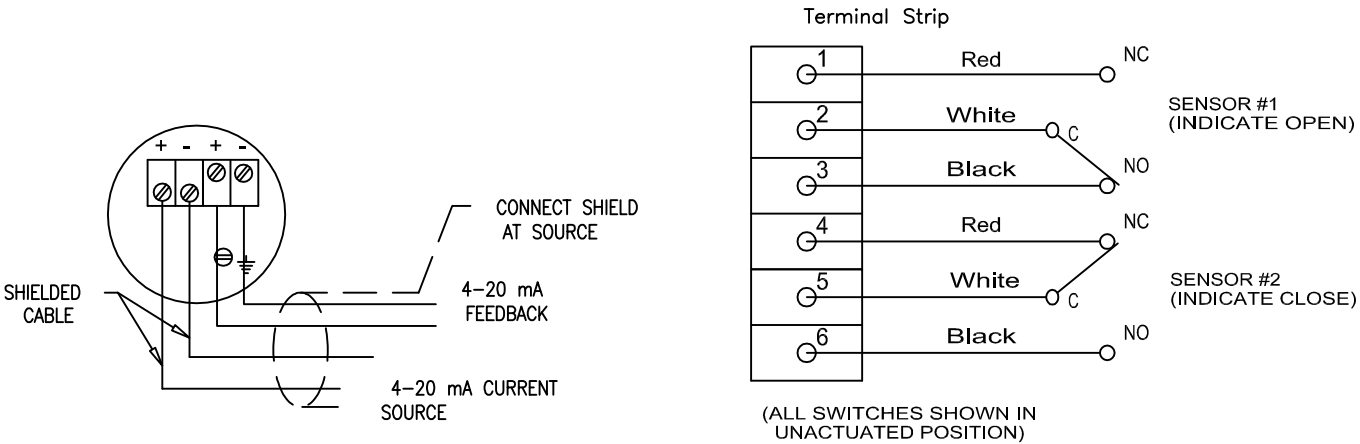 + - + -
SHIELDED
CABLE
CONNECT SHIELD
AT SOURCE
4-20 mA
FEEDBACK
4-20 mA CURRENT
SOURCE
Terminal Strip
1 Red NC
2 White C
3 Black NO
SENSOR #1
(INDICATE OPEN)
4 Red NC
5 White C
6 Black NO
SENSOR #2
(INDICATE CLOSE)
(ALL SWITCHES SHOWN IN
UNACTUATED POSITION)